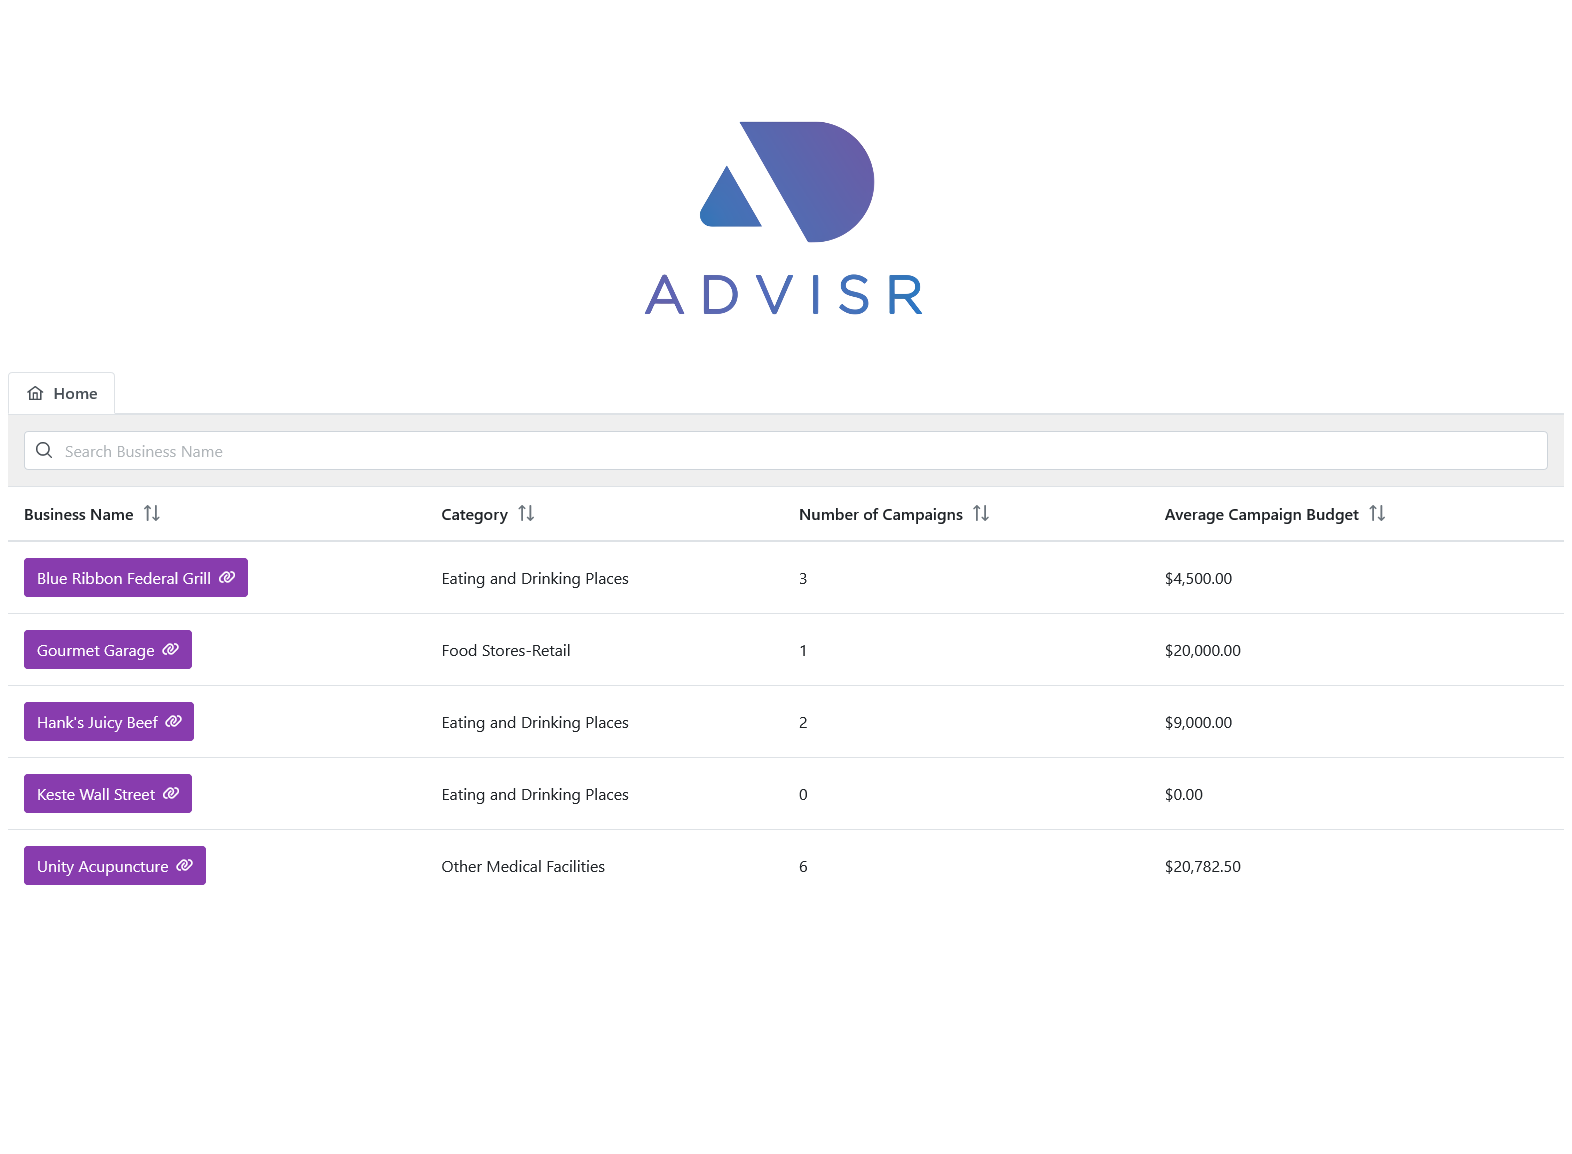 ADVISR
Home
Search Business Name
Business Name Category Number of Campaigns Average Campaign Budget
Blue Ribbon Federal Grill Eating and Drinking Places 3 $4,500.00
Gourmet Garage Food Stores-Retail 1 $20,000.00
Hank's Juicy Beef Eating and Drinking Places 2 $9,000.00
Keste Wall Street Eating and Drinking Places 0 $0.00
Unity Acupuncture Other Medical Facilities 6 $20,782.50